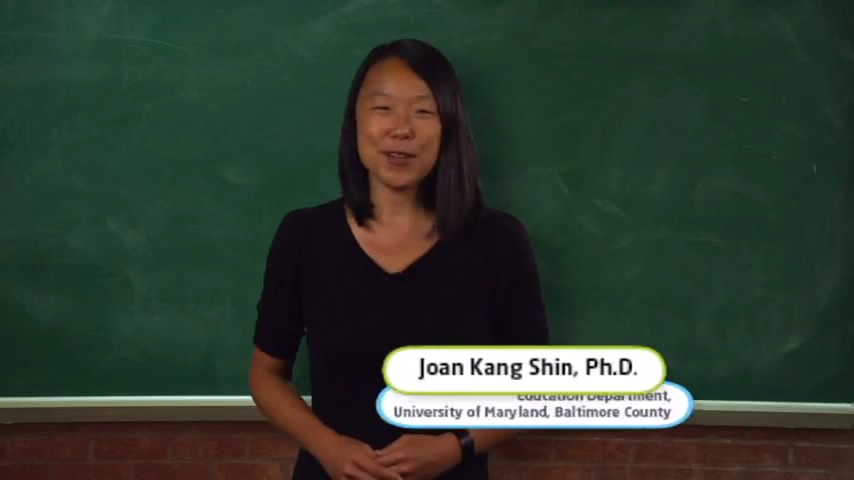 Joan Kang Shin, Ph.D.
Education Department,
University of Maryland, Baltimore County